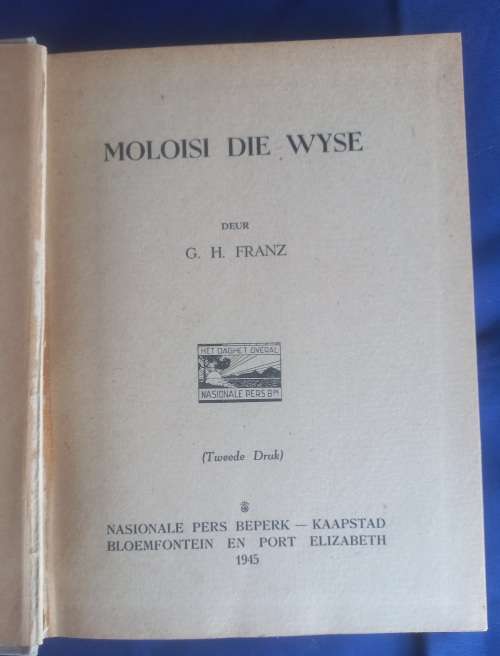 MOLOISI DIE WYSE
DEUR
G. H. FRANZ
HET DAGHET OVERAL
NASIONALE PERS BPK
(Tweede Druk)
NASIONALE PERS BEPERK — KAAPSTAD
BLOEMFONTEIN EN PORT ELIZABETH
1945